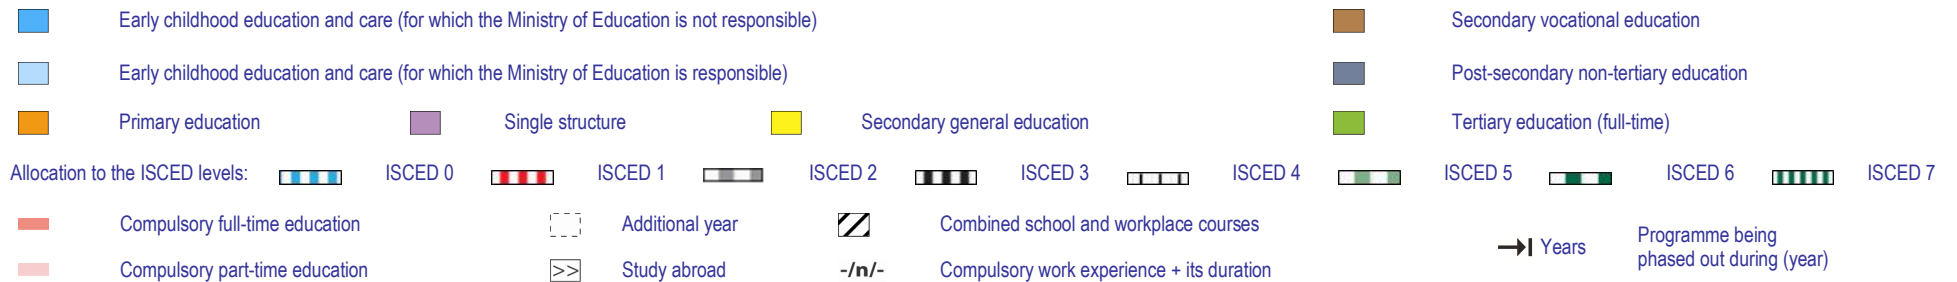 Early childhood education and care (for which the Ministry of Education is not responsible) Secondary vocational education
Early childhood education and care (for which the Ministry of Education is responsible) Post-secondary non-tertiary education
Primary education Single structure Secondary general education Tertiary education (full-time)
Allocation to the ISCED levels: ISCED 0 ISCED 1 ISCED 2 ISCED 3 ISCED 4 ISCED 5 ISCED 6 ISCED 7
Compulsory full-time education Additional year Combined school and workplace courses
Years Programme being
phased out during (year)
Compulsory part-time education >> Study abroad -/n/- Compulsory work experience + its duration